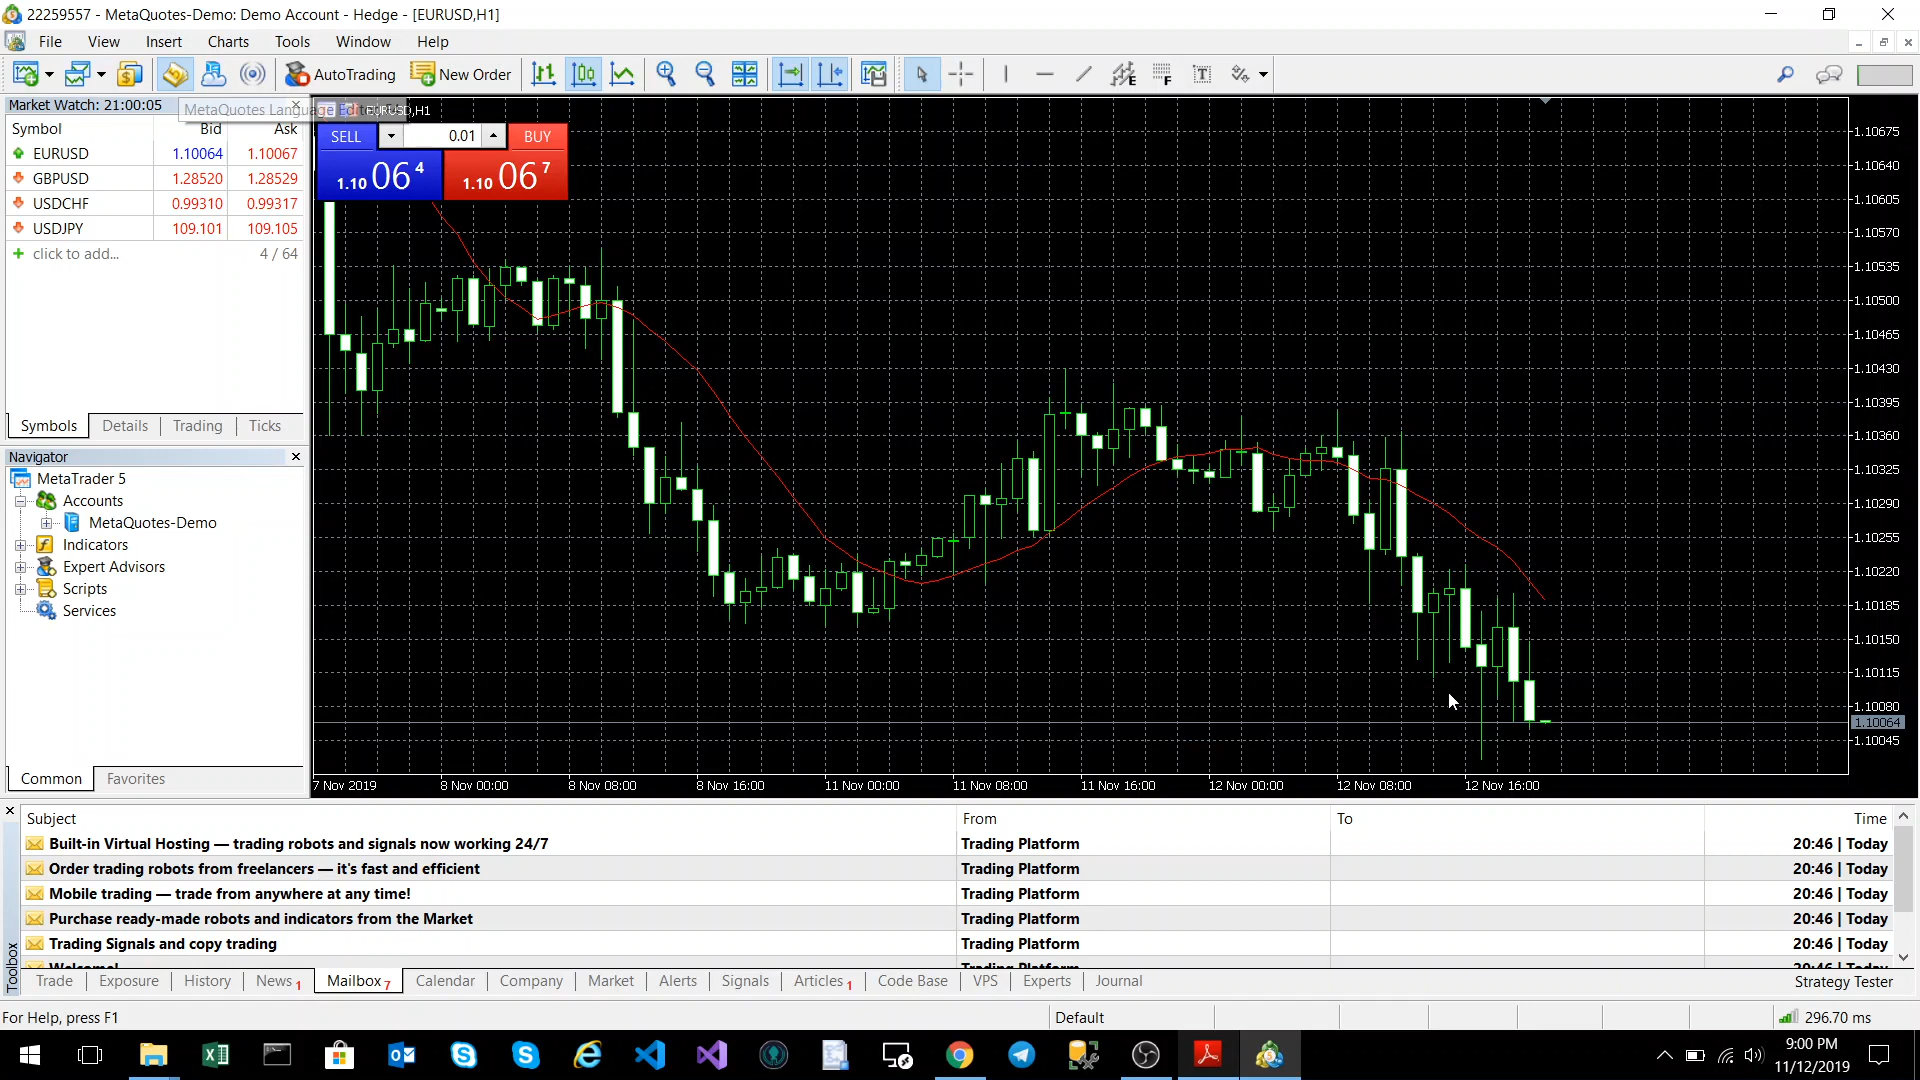 22259557 - MetaQuotes-Demo: Demo Account - Hedge - [EURUSD,H1]
File View Insert Charts Tools Window Help
AutoTrading New Order
Market Watch: 21:00:05
EURUSD,H1
Symbol Bid Ask
EURUSD 1.10064 1.10067
GBPUSD 1.28520 1.28529
USDCHF 0.99310 0.99317
USDJPY 109.101 109.105
click to add... 4 / 64
Symbols Details Trading Ticks
SELL 0.01 BUY
1.10 06 4 1.10 06 7
Navigator
MetaTrader 5
Accounts
MetaQuotes-Demo
Indicators
Expert Advisors
Scripts
Services
Common Favorites
1.10675
1.10640
1.10605
1.10570
1.10535
1.10500
1.10465
1.10430
1.10395
1.10360
1.10325
1.10290
1.10255
1.10220
1.10185
1.10150
1.10115
1.10080
1.10064
1.10045
7 Nov 2019 8 Nov 00:00 8 Nov 08:00 8 Nov 16:00 11 Nov 00:00 11 Nov 08:00 11 Nov 16:00 12 Nov 00:00 12 Nov 08:00 12 Nov 16:00
Subject From To Time
Built-in Virtual Hosting — trading robots and signals now working 24/7 Trading Platform 20:46 | Today
Order trading robots from freelancers — it's fast and efficient Trading Platform 20:46 | Today
Mobile trading — trade from anywhere at any time! Trading Platform 20:46 | Today
Purchase ready-made robots and indicators from the Market Trading Platform 20:46 | Today
Trading Signals and copy trading Trading Platform 20:46 | Today
Toolbox
Trade Exposure History News 1 Mailbox 7 Calendar Company Market Alerts Signals Articles 1 Code Base VPS Experts Journal Strategy Tester
For Help, press F1 Default 296.70 ms
9:00 PM
11/12/2019